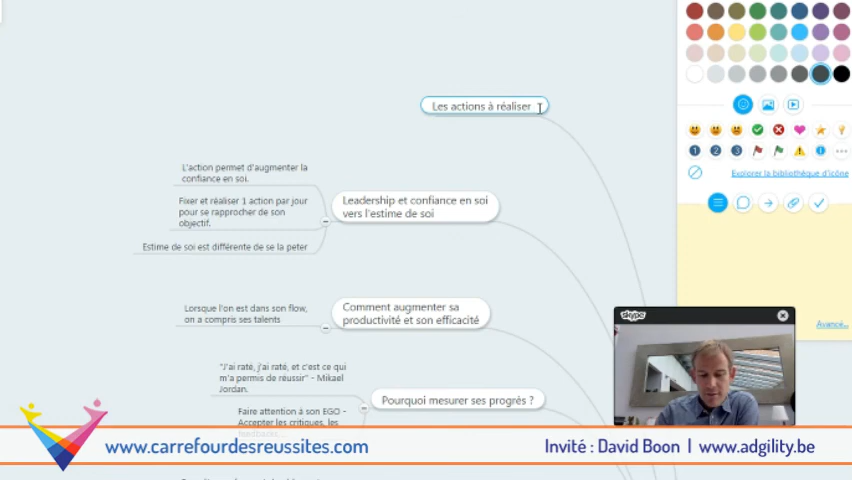 Les actions à réaliser
L'action permet d'augmenter la
confiance en soi.
Fixer et réaliser 1 action par jour
pour se rapprocher de son
objectif.
Estime de soi est différente de se la peter
Leadership et confiance en soi
vers l'estime de soi
Lorsque l'on est dans son flow,
on a compris ses talents
Comment augmenter sa
productivité et son efficacité
"J'ai raté, j'ai raté, et c'est ce qui
m'a permis de réussir" - Mikael
Jordan.
Faire attention à son EGO -
Accepter les critiques, les
Pourquoi mesurer ses progrès ?
1 2 3
Explorer la bibliothèque d'icône
Avancé...
skype
www.carrefourdesreussites.com
Invité : David Boon | www.adgility.be